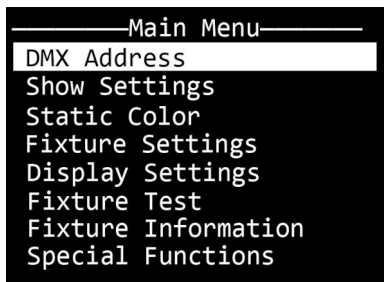 Main Menu
DMX Address
Show Settings
Static Color
Fixture Settings
Display Settings
Fixture Test
Fixture Information
Special Functions